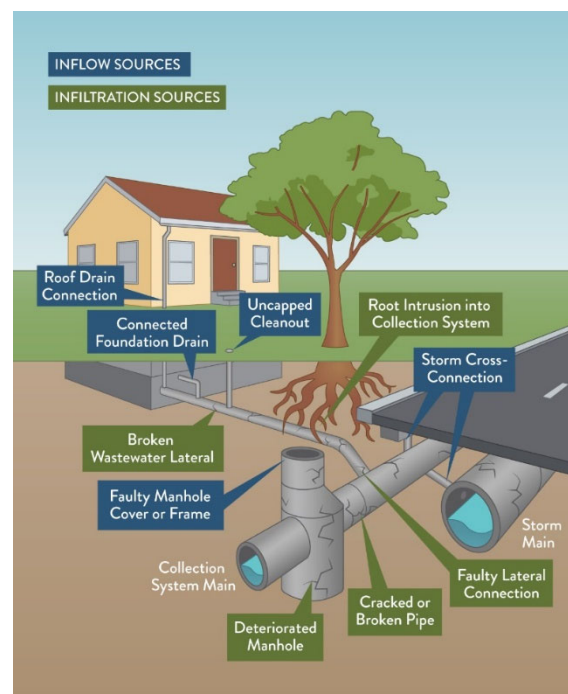 INFLOW SOURCES
INFILTRATION SOURCES
Roof Drain
Connection
Uncapped
Cleanout
Root Intrusion into
Collection System
Connected
Foundation Drain
Storm Cross-
Connection
Broken
Wastewater Lateral
Faulty Manhole
Cover or Frame
Storm
Main
Collection
System Main
Faulty Lateral
Connection
Cracked or
Broken Pipe
Deteriorated
Manhole